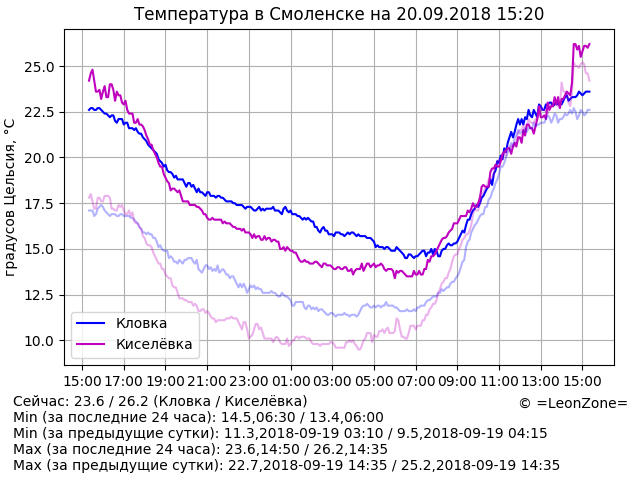 Температура в Смоленске на 20.09.2018 15:20
градусов Цельсия, °C
25.0
22.5
20.0
17.5
15.0
12.5
10.0
Кловка
Киселёвка
15:00 17:00 19:00 21:00 23:00 01:00 03:00 05:00 07:00 09:00 11:00 13:00 15:00
Сейчас: 23.6 / 26.2 (Кловка / Киселёвка)
© =LeonZone=
Min (за последние 24 часа): 14.5,06:30 / 13.4,06:00
Min (за предыдущие сутки): 11.3,2018-09-19 03:10 / 9.5,2018-09-19 04:15
Max (за последние 24 часа): 23.6,14:50 / 26.2,14:35
Max (за предыдущие сутки): 22.7,2018-09-19 14:35 / 25.2,2018-09-19 14:35